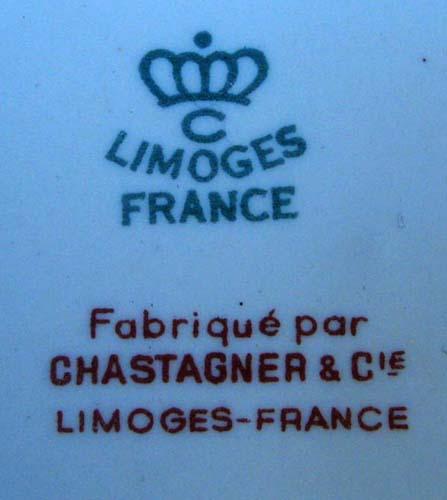 C
LIMOGES
FRANCE
Fabriqué par
CHASTAGNER & CIE
LIMOGES-FRANCE